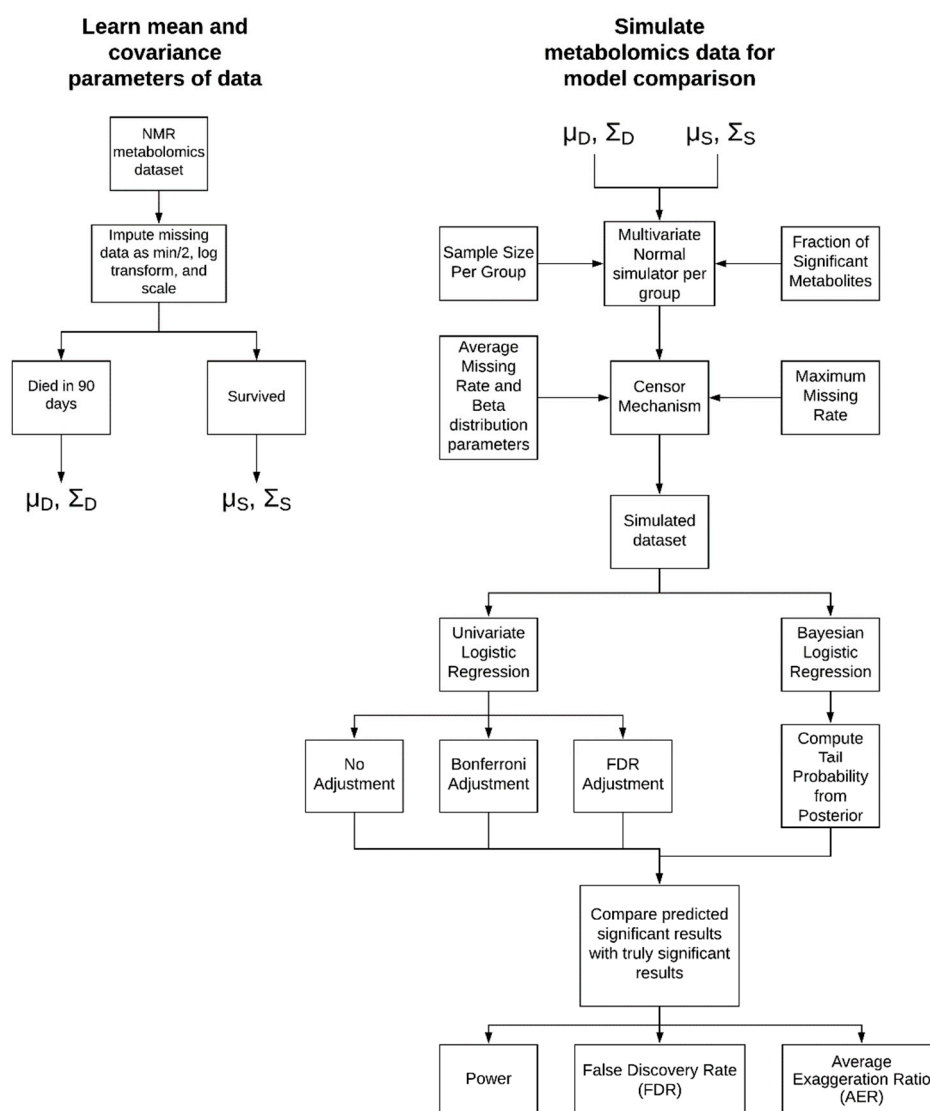 Learn mean and
covariance
parameters of data
NMR
metabolomics
dataset
Impute missing
data as min/2, log
transform, and
scale
Died in 90
days
Survived
μD, ΣD
μS, ΣS
Simulate
metabolomics data for
model comparison
μD, ΣD
μS, ΣS
Sample Size
Per Group
Multivariate
Normal
simulator per
group
Fraction of
Significant
Metabolites
Average
Missing
Rate and
Beta
distribution
parameters
Censor
Mechanism
Maximum
Missing
Rate
Simulated
dataset
Univariate
Logistic
Regression
Bayesian
Logistic
Regression
No
Adjustment
Bonferroni
Adjustment
FDR
Adjustment
Compute
Tail
Probability
from
Posterior
Compare predicted
significant results
with truly significant
results
Power
False Discovery Rate
(FDR)
Average
Exaggeration Ratio
(AER)